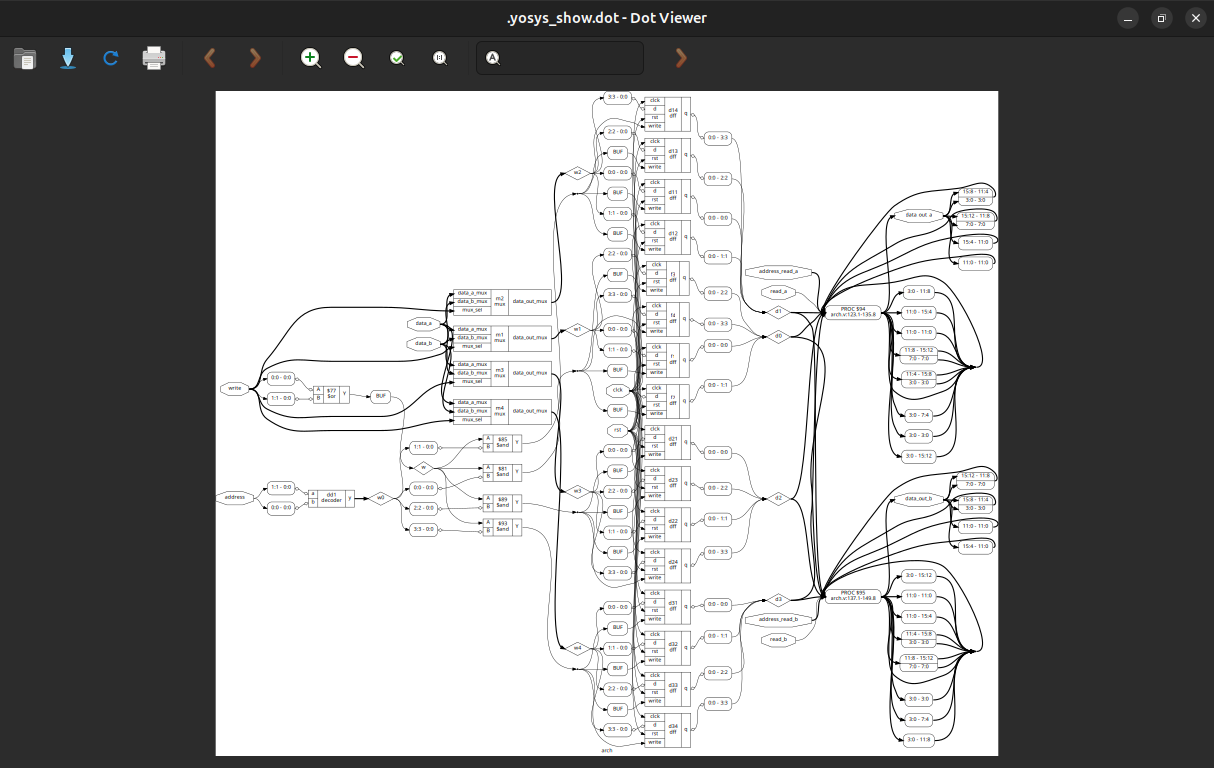 .yosys_show.dot - Dot Viewer
write
0:0 - 0:0
1:1 - 0:0
A
B
$77
$or
Y
BUF
address
1:1 - 0:0
0:0 - 0:0
a
b
dd1
decoder
y
w0
data_a
data_b
data_a_mux
data_b_mux
mux_sel
m2
mux
data_out_mux
data_a_mux
data_b_mux
mux_sel
m1
mux
data_out_mux
data_a_mux
data_b_mux
mux_sel
m3
mux
data_out_mux
data_a_mux
data_b_mux
mux_sel
m4
mux
data_out_mux
1:1 - 0:0
w
0:0 - 0:0
2:2 - 0:0
3:3 - 0:0
A
B
$85
$and
Y
A
B
$81
$and
Y
A
B
$89
$and
Y
A
B
$93
$and
Y
w2
w1
w3
w4
3:3 - 0:0
2:2 - 0:0
BUF
0:0 - 0:0
BUF
1:1 - 0:0
BUF
2:2 - 0:0
BUF
3:3 - 0:0
0:0 - 0:0
1:1 - 0:0
BUF
clck
BUF
rst
0:0 - 0:0
BUF
2:2 - 0:0
BUF
1:1 - 0:0
BUF
3:3 - 0:0
0:0 - 0:0
BUF
1:1 - 0:0
BUF
2:2 - 0:0
BUF
3:3 - 0:0
arch
clck
d
rst
write
d14
dff
q
clck
d
rst
write
d13
dff
q
clck
d
rst
write
d11
dff
q
clck
d
rst
write
d12
dff
q
clck
d
rst
write
dff
q
clck
d
rst
write
dff
q
clck
d
rst
write
dff
q
clck
d
rst
write
dff
q
clck
d
rst
write
d21
dff
q
clck
d
rst
write
d23
dff
q
clck
d
rst
write
d22
dff
q
clck
d
rst
write
d24
dff
q
clck
d
rst
write
d31
dff
q
clck
d
rst
write
d32
dff
q
clck
d
rst
write
d33
dff
q
clck
d
rst
write
d34
dff
q
0:0 - 3:3
0:0 - 2:2
0:0 - 0:0
0:0 - 1:1
0:0 - 2:2
0:0 - 3:3
0:0 - 0:0
0:0 - 1:1
0:0 - 0:0
0:0 - 2:2
0:0 - 1:1
0:0 - 3:3
0:0 - 0:0
0:0 - 1:1
0:0 - 2:2
0:0 - 3:3
address_read_a
read_a
d1
d0
d2
d3
address_read_b
read_b
PROC $94
arch.v:123.1-135.8
PROC $95
arch.v:137.1-149.8
data_out_a
15:8 - 11:4
3:0 - 3:0
15:12 - 11:8
7:0 - 7:0
15:4 - 11:0
11:0 - 11:0
3:0 - 11:8
11:0 - 15:4
11:0 - 11:0
11:8 - 15:12
7:0 - 7:0
11:4 - 15:8
3:0 - 3:0
3:0 - 7:4
3:0 - 3:0
3:0 - 15:12
data_out_b
15:12 - 11:8
7:0 - 7:0
15:8 - 11:4
3:0 - 3:0
11:0 - 11:0
15:4 - 11:0
3:0 - 15:12
11:0 - 11:0
11:0 - 15:4
11:4 - 15:8
3:0 - 3:0
11:8 - 15:12
7:0 - 7:0
3:0 - 3:0
3:0 - 7:4
3:0 - 11:8